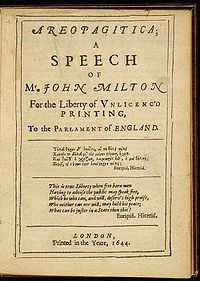 AREOPAGITICA;
A
SPEECH
OF
Mr. JOHN MILTON
For the Liberty of VNLICENC'D
PRINTING,
To the PARLAMENT of ENGLAND.
Euripid. Hicetid.
This is true Liberty when free born men
Having to advise the public may speak free,
Which he who can, and will, deserv's high praise,
Who neither can nor will, may hold his peace;
What can be juster in a State then this?
Euripid. Hicetid.
LONDON,
Printed in the Yeare, 1644.